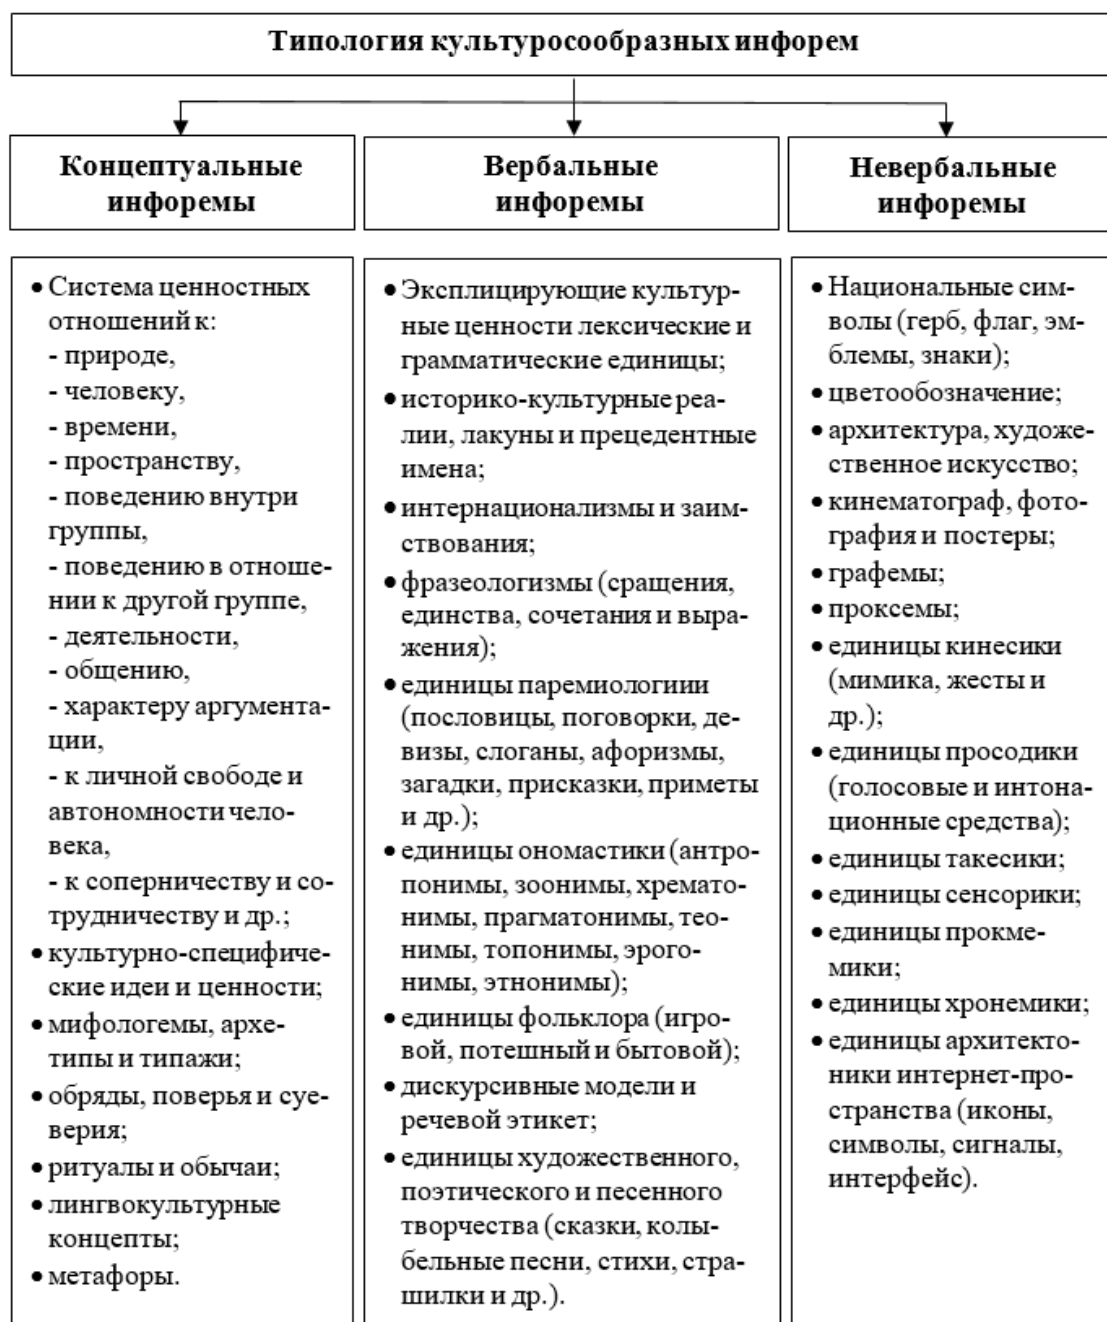 Типология культуросообразных инфорем
Концептуальные
инфоремы
Вербальные
инфоремы
Невербальные
инфоремы
• Система ценностных
отношений к:
- природе,
- человеку,
- времени,
- пространству,
- поведению внутри
группы,
- поведению в отноше-
нии к другой группе,
- деятельности,
- общению,
- характеру аргумента-
ции,
- к личной свободе и
автономности чело-
века,
- к соперничеству и со-
трудничеству и др.;
• культурно-специфиче-
ские идеи и ценности;
• мифологемы, архе-
типы и типажи;
• обряды, поверья и суе-
верия;
• ритуалы и обычаи;
• лингвокультурные
концепты;
• метафоры.
• Эксплицирующие культур-
ные ценности лексические и
грамматические единицы;
• историко-культурные реа-
лии, лакуны и прецедентные
имена;
• интернационализмы и заим-
ствования;
• фразеологизмы (сращения,
единства, сочетания и выра-
жения);
• единицы паремиологиии
(пословицы, поговорки, де-
визы, слоганы, афоризмы,
загадки, присказки, приметы
и др.);
• единицы ономастики (антро-
понимы, зоонимы, хремато-
нимы, прагматонимы, тео-
нимы, топонимы, эрого-
нимы, этнонимы);
• единицы фольклора (игро-
вой, потешный и бытовой);
• дискурсивные модели и
речевой этикет;
• единицы художественного,
поэтического и песенного
творчества (сказки, колы-
бельные песни, стихи, стра-
шилки и др.).
• Национальные сим-
волы (герб, флаг, эм-
блемы, знаки);
• цветообозначение;
• архитектура, художе-
ственное искусство;
• кинематограф, фото-
графия и постеры;
• графемы;
• проксемы;
• единицы кинесики
(мимика, жесты и
др.);
• единицы просодики
(голосовые и интона-
ционные средства);
• единицы такесики;
• единицы сенсорики;
• единицы прокме-
мики;
• единицы хронемики;
• единицы архитекто-
ники интернет-про-
странства (иконы,
символы, сигналы,
интерфейс).